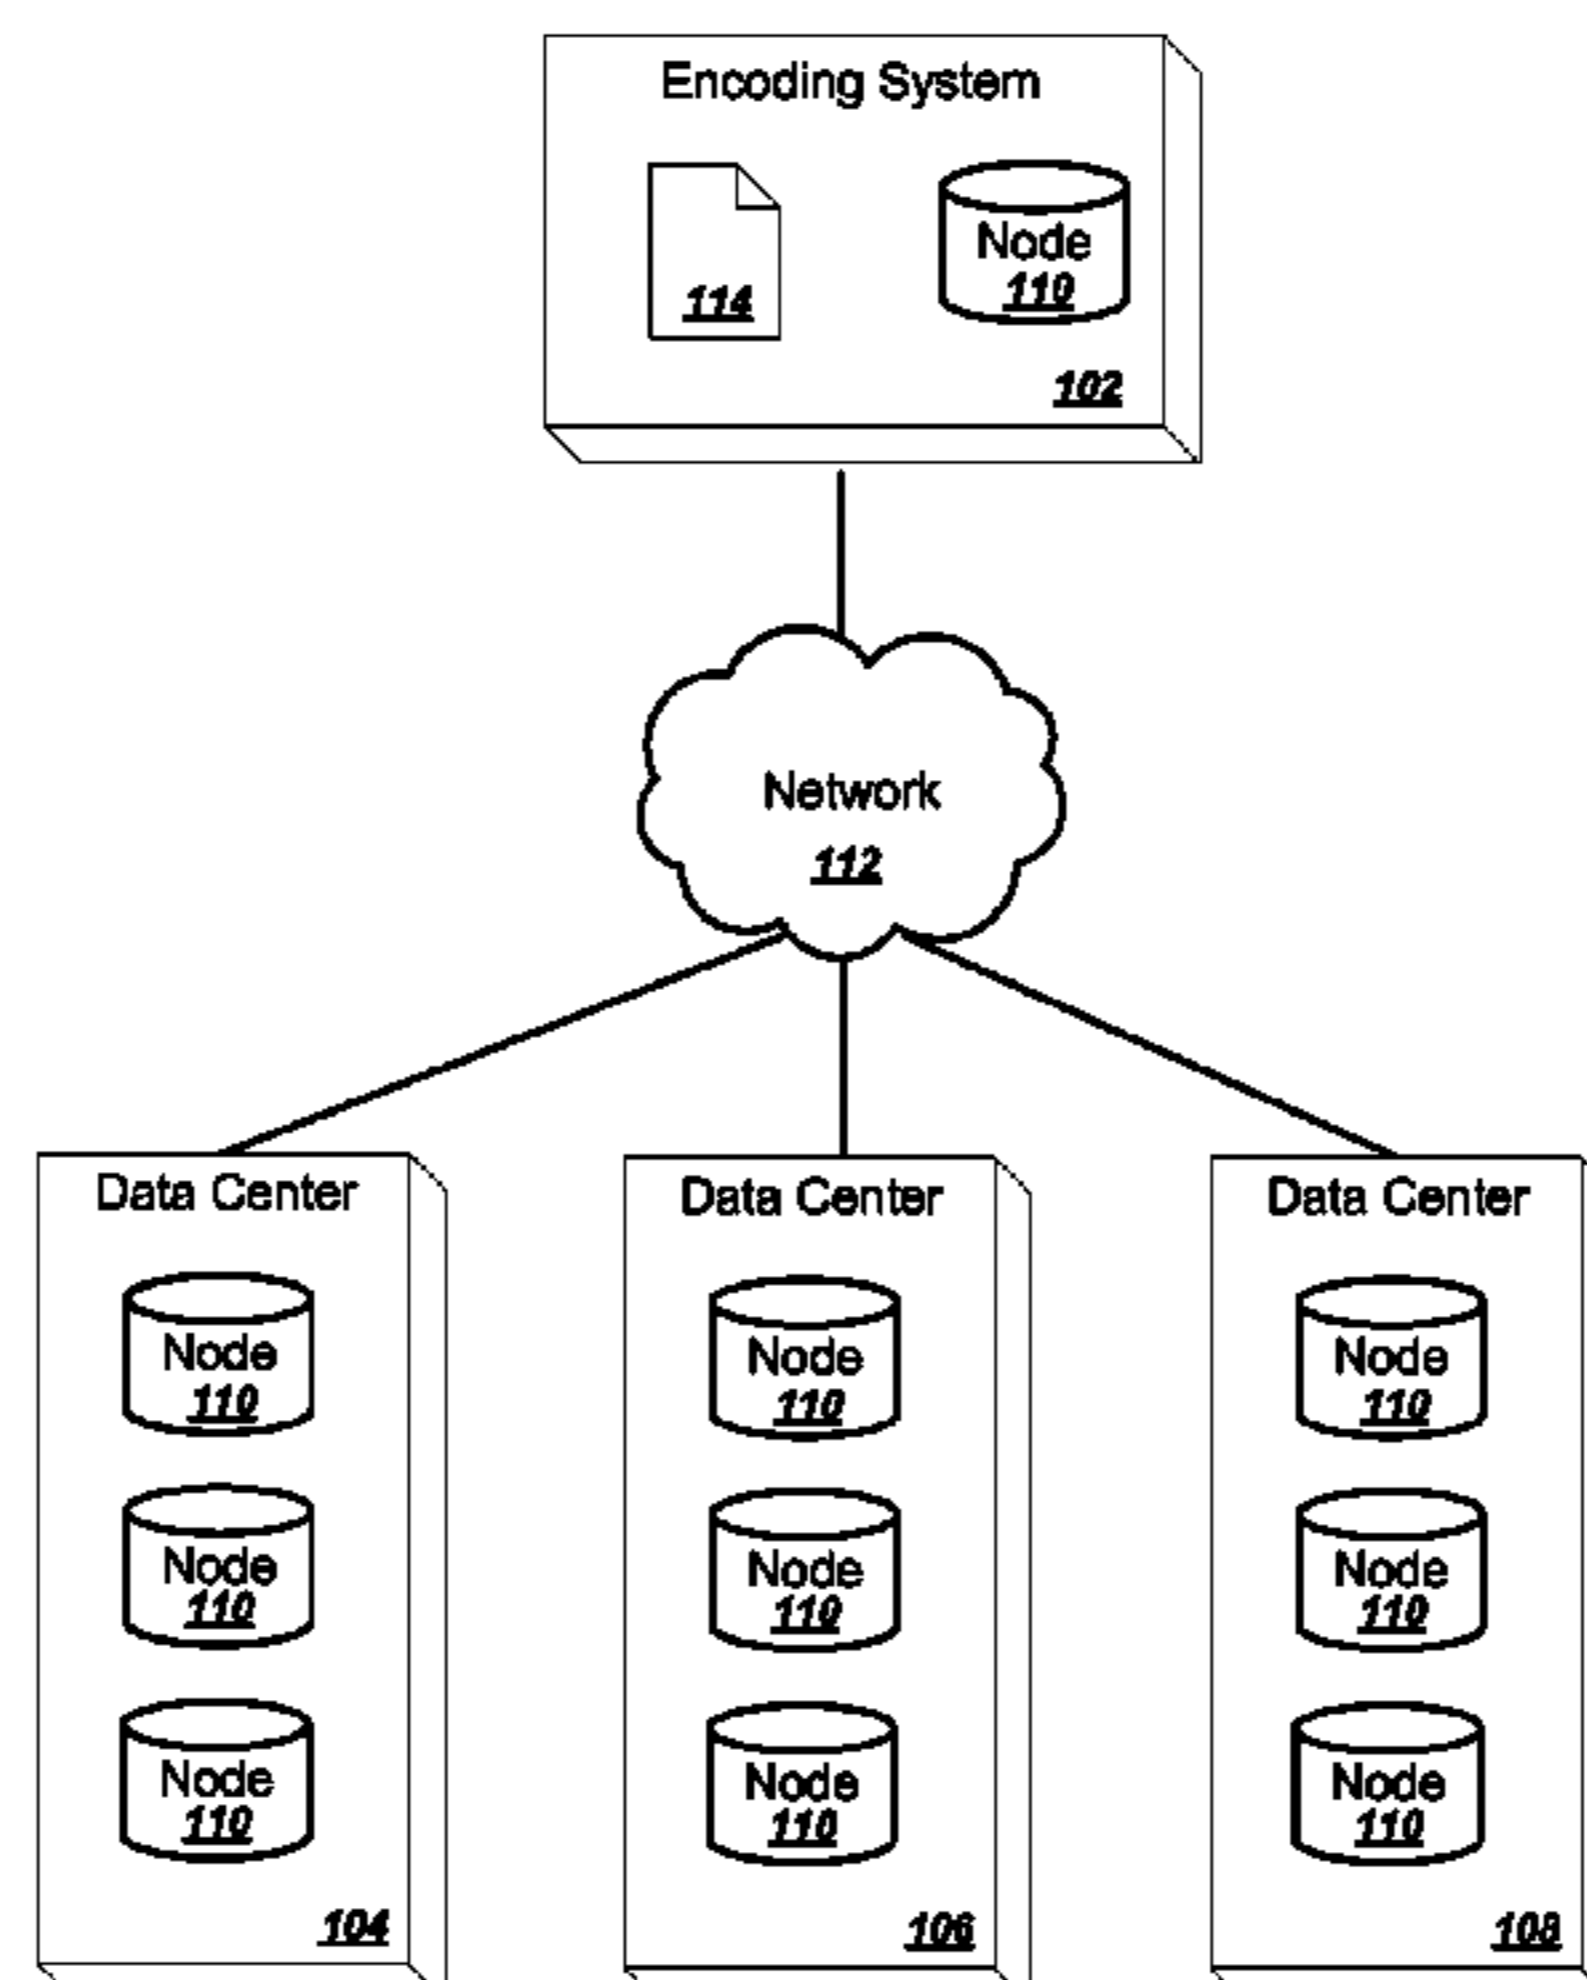 Encoding System
114
Node
110
102
Network
112
Data Center
Node
110
Node
110
Node
110
104
Data Center
Node
110
Node
110
Node
110
106
Data Center
Node
110
Node
110
Node
110
108